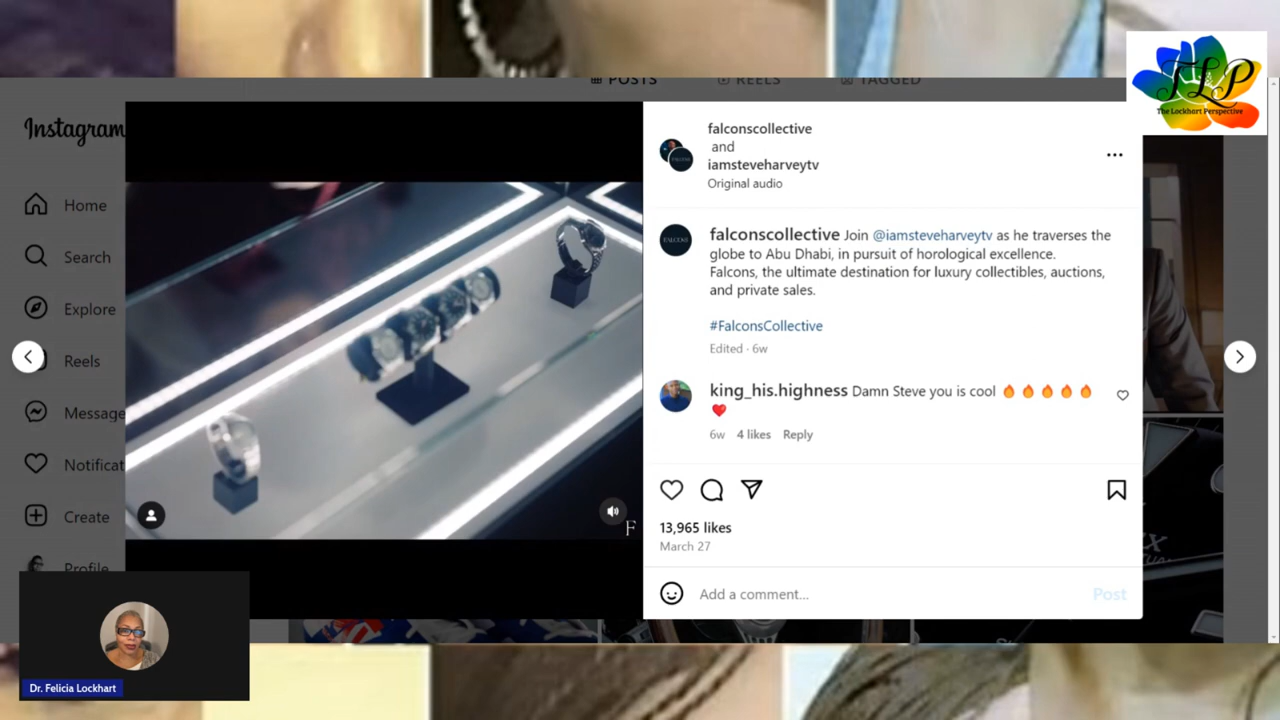 POSTS
REELS
TAGGED
TLP
The Lockhart Perspective
Instagram
Home
Search
Explore
Reels
Message
Notificat
Create
Profile
F
falconscollective
and
iamsteveharveytv
Original audio
FALCONS
falconscollective Join @iamsteveharveytv as he traverses the
globe to Abu Dhabi, in pursuit of horological excellence.
Falcons, the ultimate destination for luxury collectibles, auctions,
and private sales.
#FalconsCollective
Edited · 6w
king_his.highness Damn Steve you is cool 🔥🔥🔥🔥🔥
❤️
6w 4 likes Reply
13,965 likes
March 27
Add a comment...
Post
Dr. Felicia Lockhart